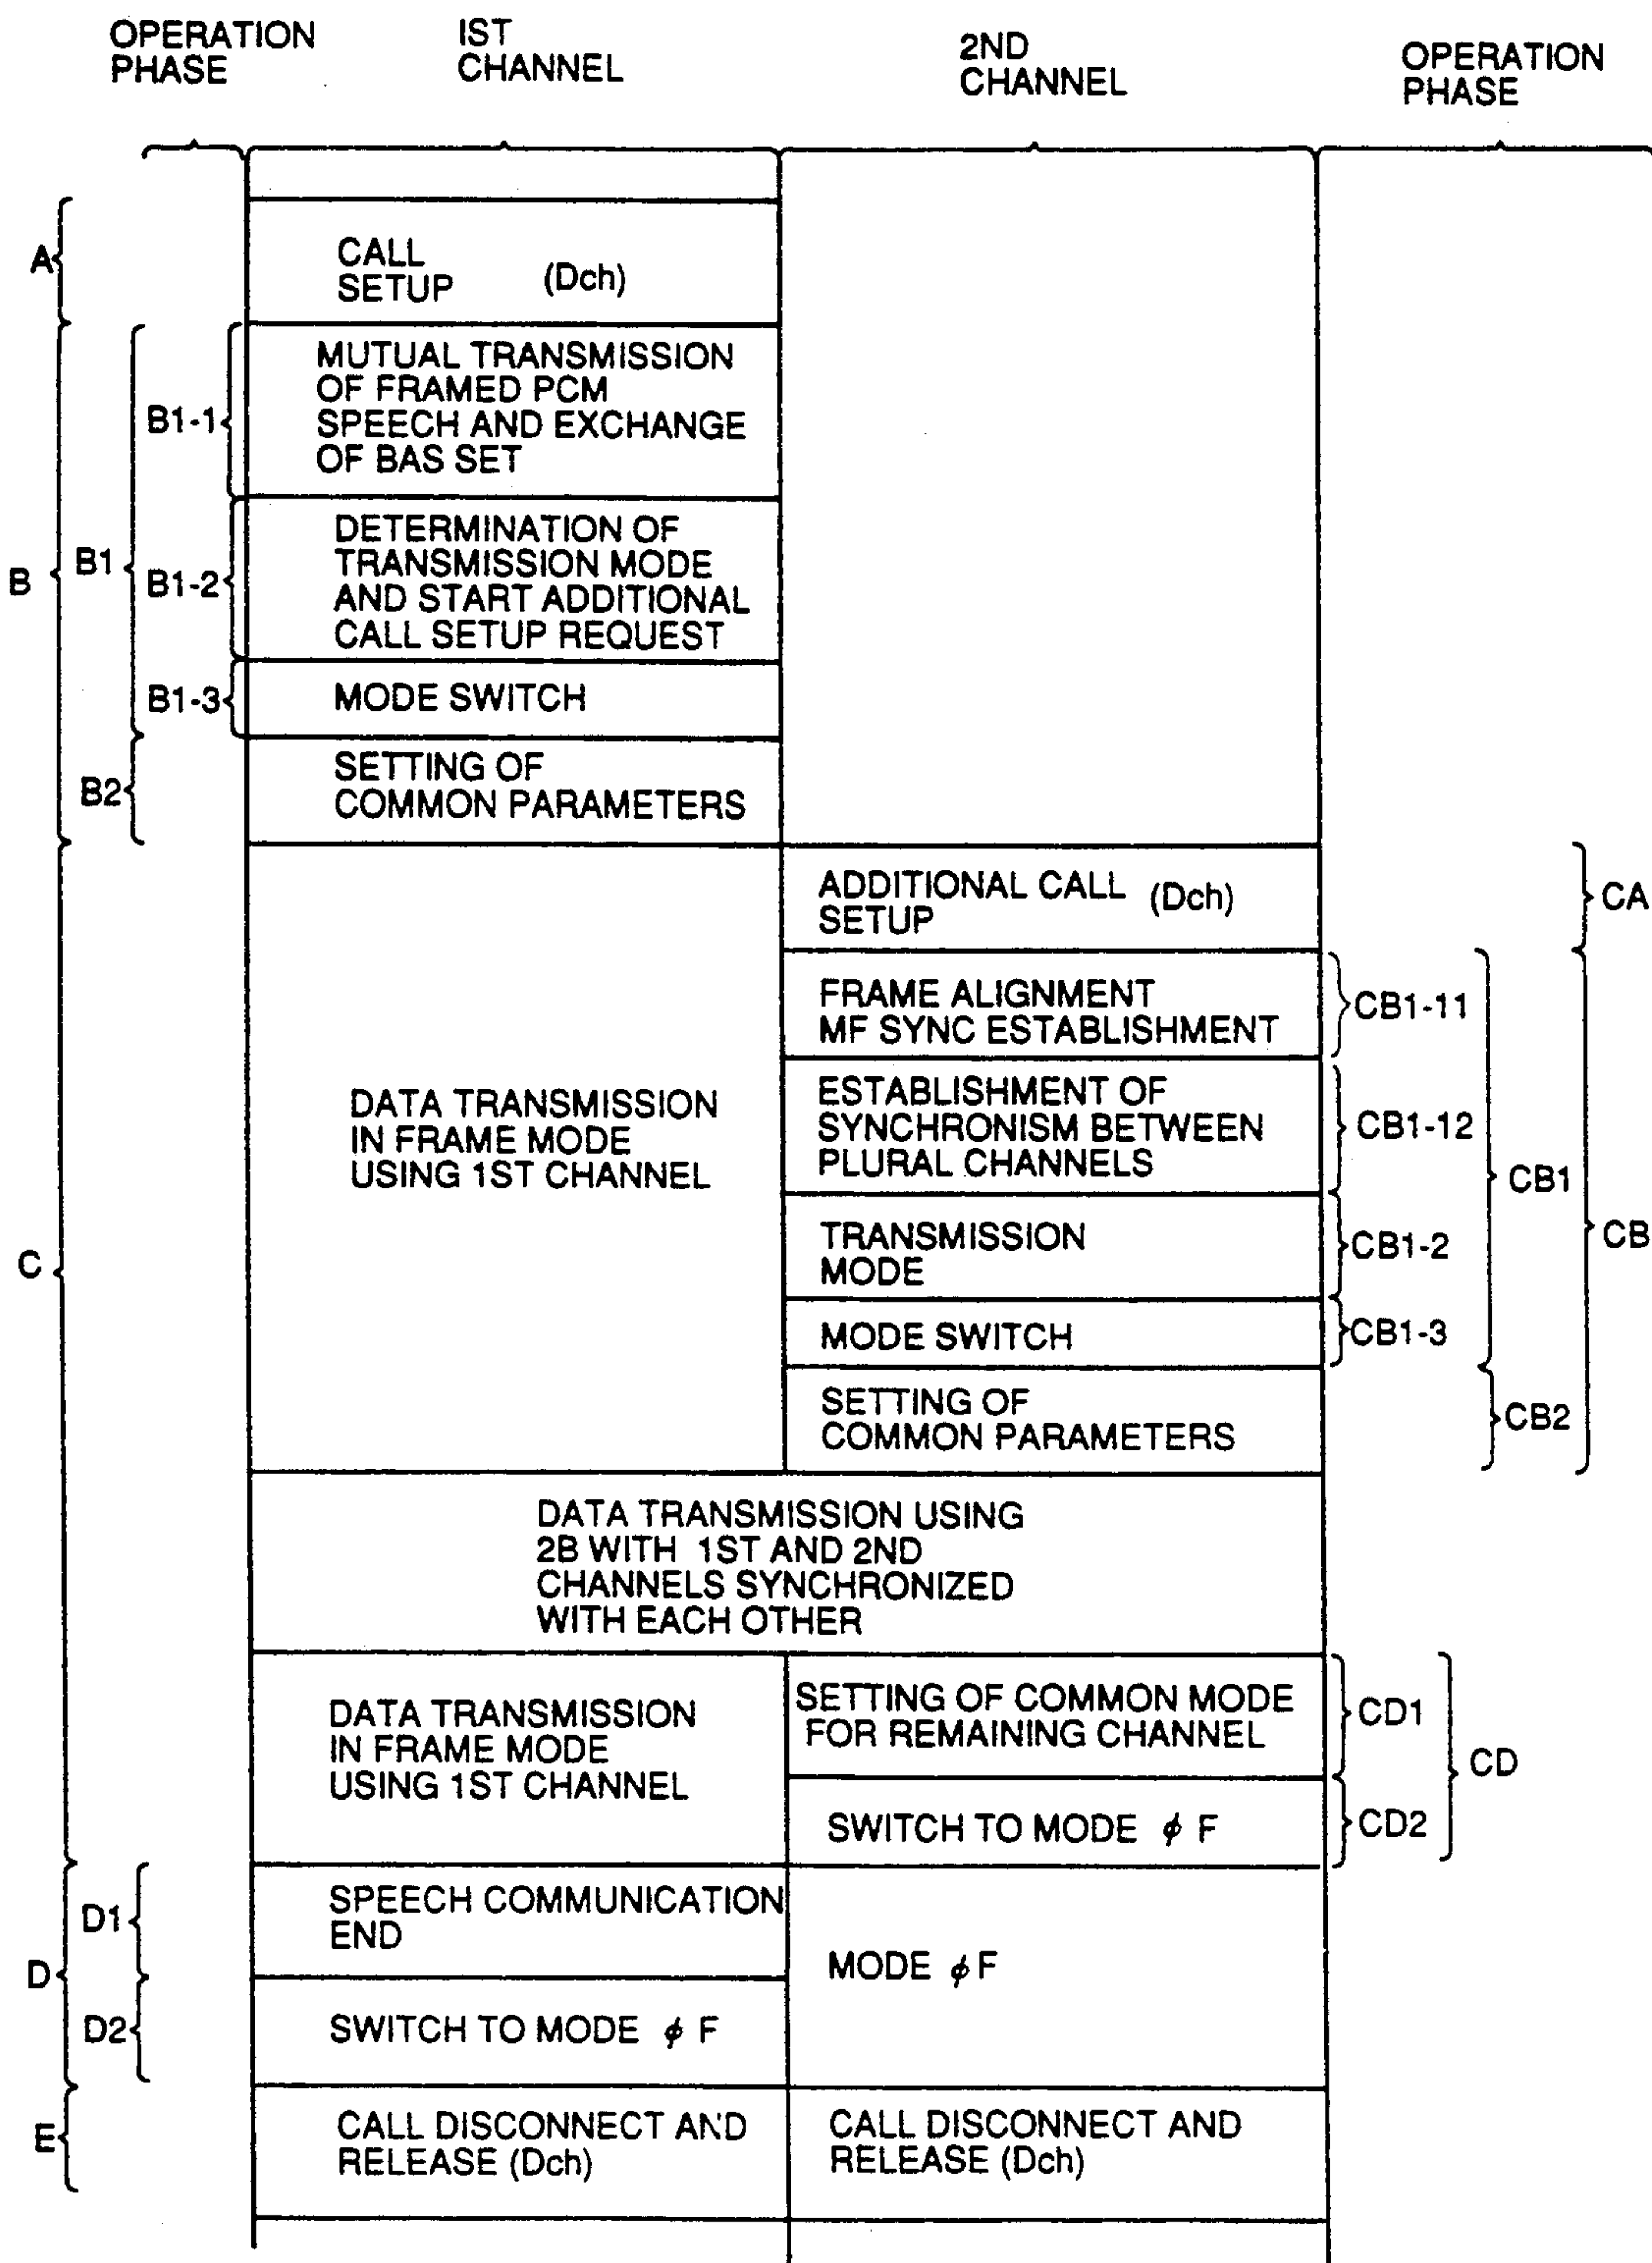 OPERATION
PHASE
IST
CHANNEL
2ND
CHANNEL
OPERATION
PHASE
A
CALL
SETUP (Dch)
B
B1
B1-1
MUTUAL TRANSMISSION
OF FRAMED PCM
SPEECH AND EXCHANGE
OF BAS SET
B1-2
DETERMINATION OF
TRANSMISSION MODE
AND START ADDITIONAL
CALL SETUP REQUEST
B1-3
MODE SWITCH
B2
SETTING OF
COMMON PARAMETERS
C
DATA TRANSMISSION
IN FRAME MODE
USING 1ST CHANNEL
ADDITIONAL CALL (Dch)
SETUP
CA
FRAME ALIGNMENT
MF SYNC ESTABLISHMENT
CB1-11
ESTABLISHMENT OF
SYNCHRONISM BETWEEN
PLURAL CHANNELS
CB1-12
CB1
CB
TRANSMISSION
MODE
CB1-2
MODE SWITCH
CB1-3
SETTING OF
COMMON PARAMETERS
CB2
DATA TRANSMISSION USING
2B WITH 1ST AND 2ND
CHANNELS SYNCHRONIZED
WITH EACH OTHER
DATA TRANSMISSION
IN FRAME MODE
USING 1ST CHANNEL
SETTING OF COMMON MODE
FOR REMAINING CHANNEL
CD1
CD
SWITCH TO MODE ϕ F
CD2
D
D1
SPEECH COMMUNICATION
END
MODE ϕ F
D2
SWITCH TO MODE ϕ F
E
CALL DISCONNECT AND
RELEASE (Dch)
CALL DISCONNECT AND
RELEASE (Dch)